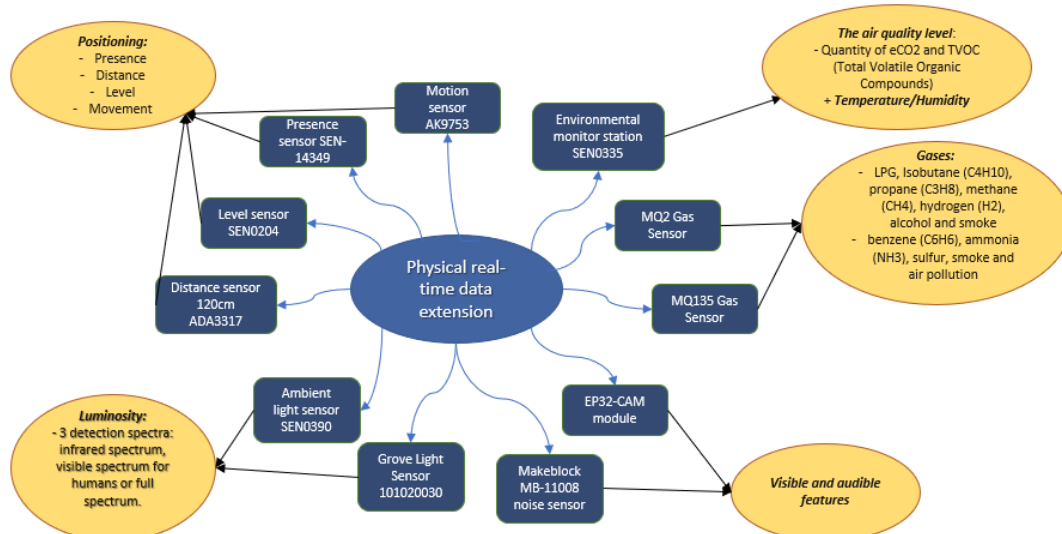 Positioning:
- Presence
- Distance
- Level
- Movement
Motion
sensor
AK9753
Presence
sensor SEN-
14349
Level sensor
SEN0204
Distance sensor
120cm
ADA3317
Physical real-
time data
extension
Environmental
monitor station
SEN0335
The air quality level:
- Quantity of eCO2 and TVOC
(Total Volatile Organic
Compounds)
+ Temperature/Humidity
MQ2 Gas
Sensor
MQ135 Gas
Sensor
Gases:
- LPG, Isobutane (C4H10),
propane (C3H8), methane
(CH4), hydrogen (H2),
alcohol and smoke
- benzene (C6H6), ammonia
(NH3), sulfur, smoke and
air pollution
Ambient
light sensor
SEN0390
Grove Light
Sensor
101020030
Luminosity:
- 3 detection spectra:
infrared spectrum,
visible spectrum for
humans or full
spectrum.
EP32-CAM
module
Makeblock
MB-11008
noise sensor
Visible and audible
features